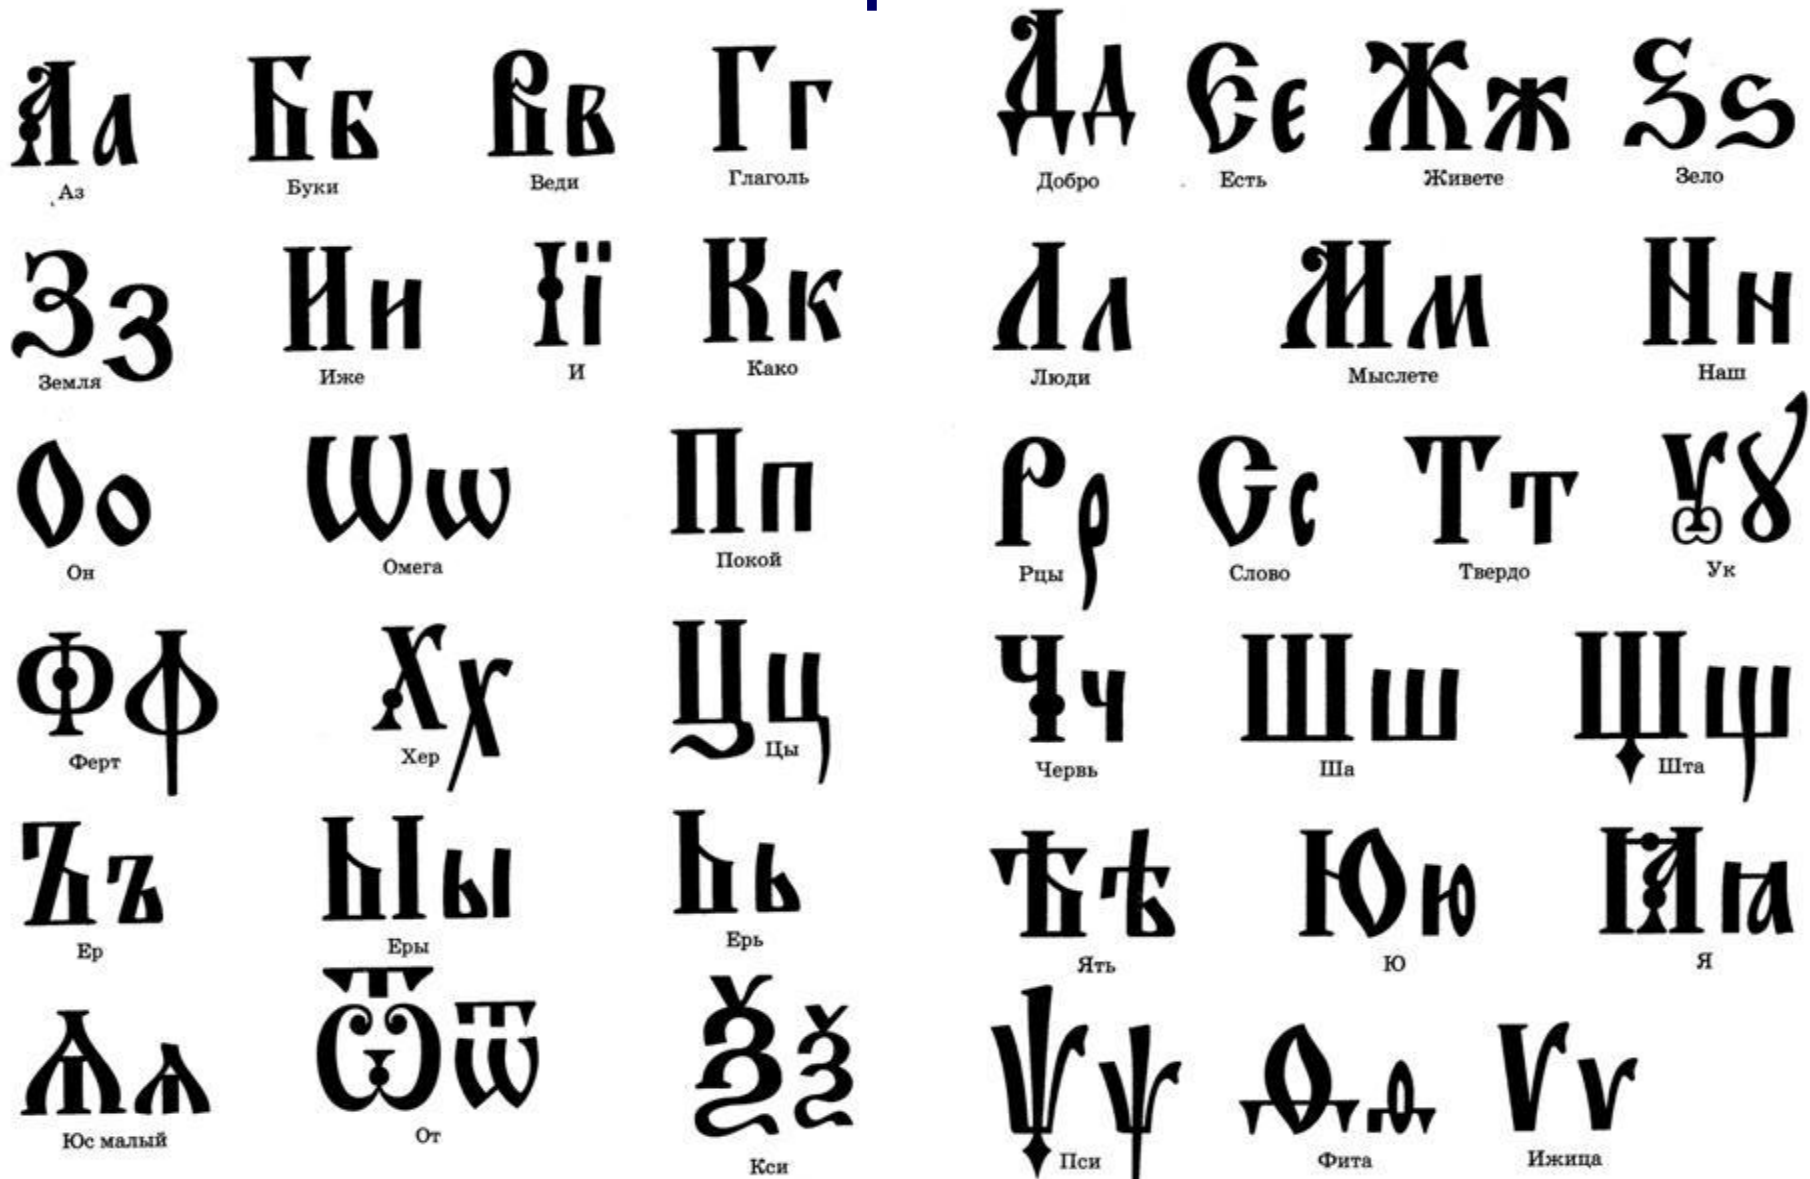 Аа Бб Вв Гг Дд Єє Жж Ѕѕ
Аз Буки Веди Глаголь Добро Есть Живете Зело
Зз Ии Її Кк Лл Мм Нн
Земля Иже И Како Люди Мыслете Наш
Оо Ѡѡ Пп Рр Сс Тт Ѹꙋ
Он Омега Покой Рцы Слово Твердо Ук
Фф Хх Цц Чч Шш Щщ
Ферт Хер Цы Червь Ша Шта
Ъъ Ыы Ьь Ѣѣ Юю Ꙗꙗ
Ер Еры Ерь Ять Ю Я
Ѧѧ Ѿѿ Ѯѯ Ѱѱ Ѳѳ Ѵѵ
Юс малый От Кси Пси Фита Ижица